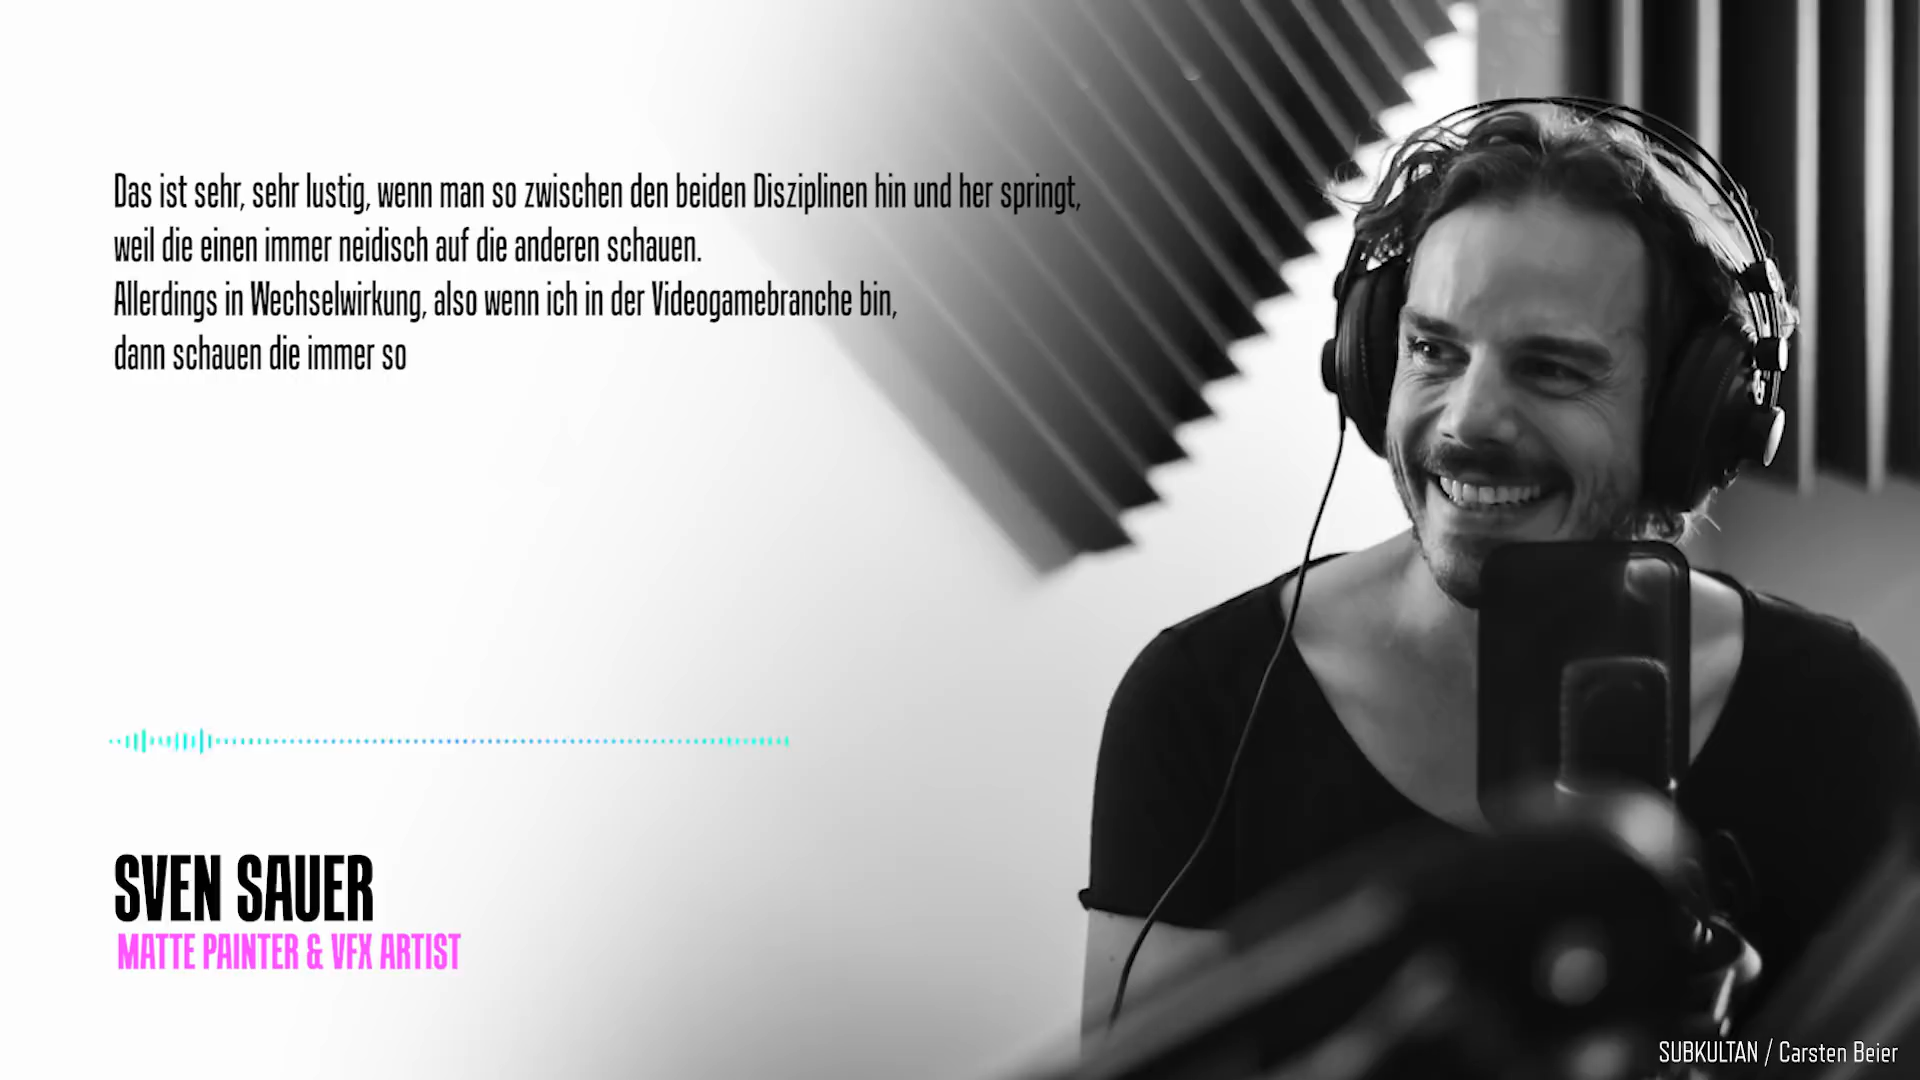 Das ist sehr, sehr lustig, wenn man so zwischen den beiden Disziplinen hin und her springt,
weil die einen immer neidisch auf die anderen schauen.
Allerdings in Wechselwirkung, also wenn ich in der Videogamebranche bin,
dann schauen die immer so
SVEN SAUER
MATTE PAINTER & VFX ARTIST
SUBKULTAN / Carsten Beier